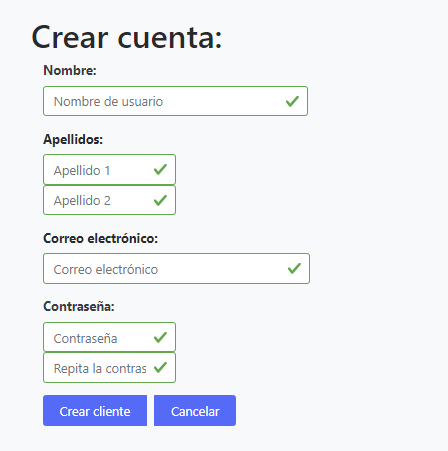 Crear cuenta:
Nombre:
Nombre de usuario
Apellidos:
Apellido 1
Apellido 2
Correo electrónico:
Correo electrónico
Contraseña:
Contraseña
Repita la contras
Crear cliente Cancelar